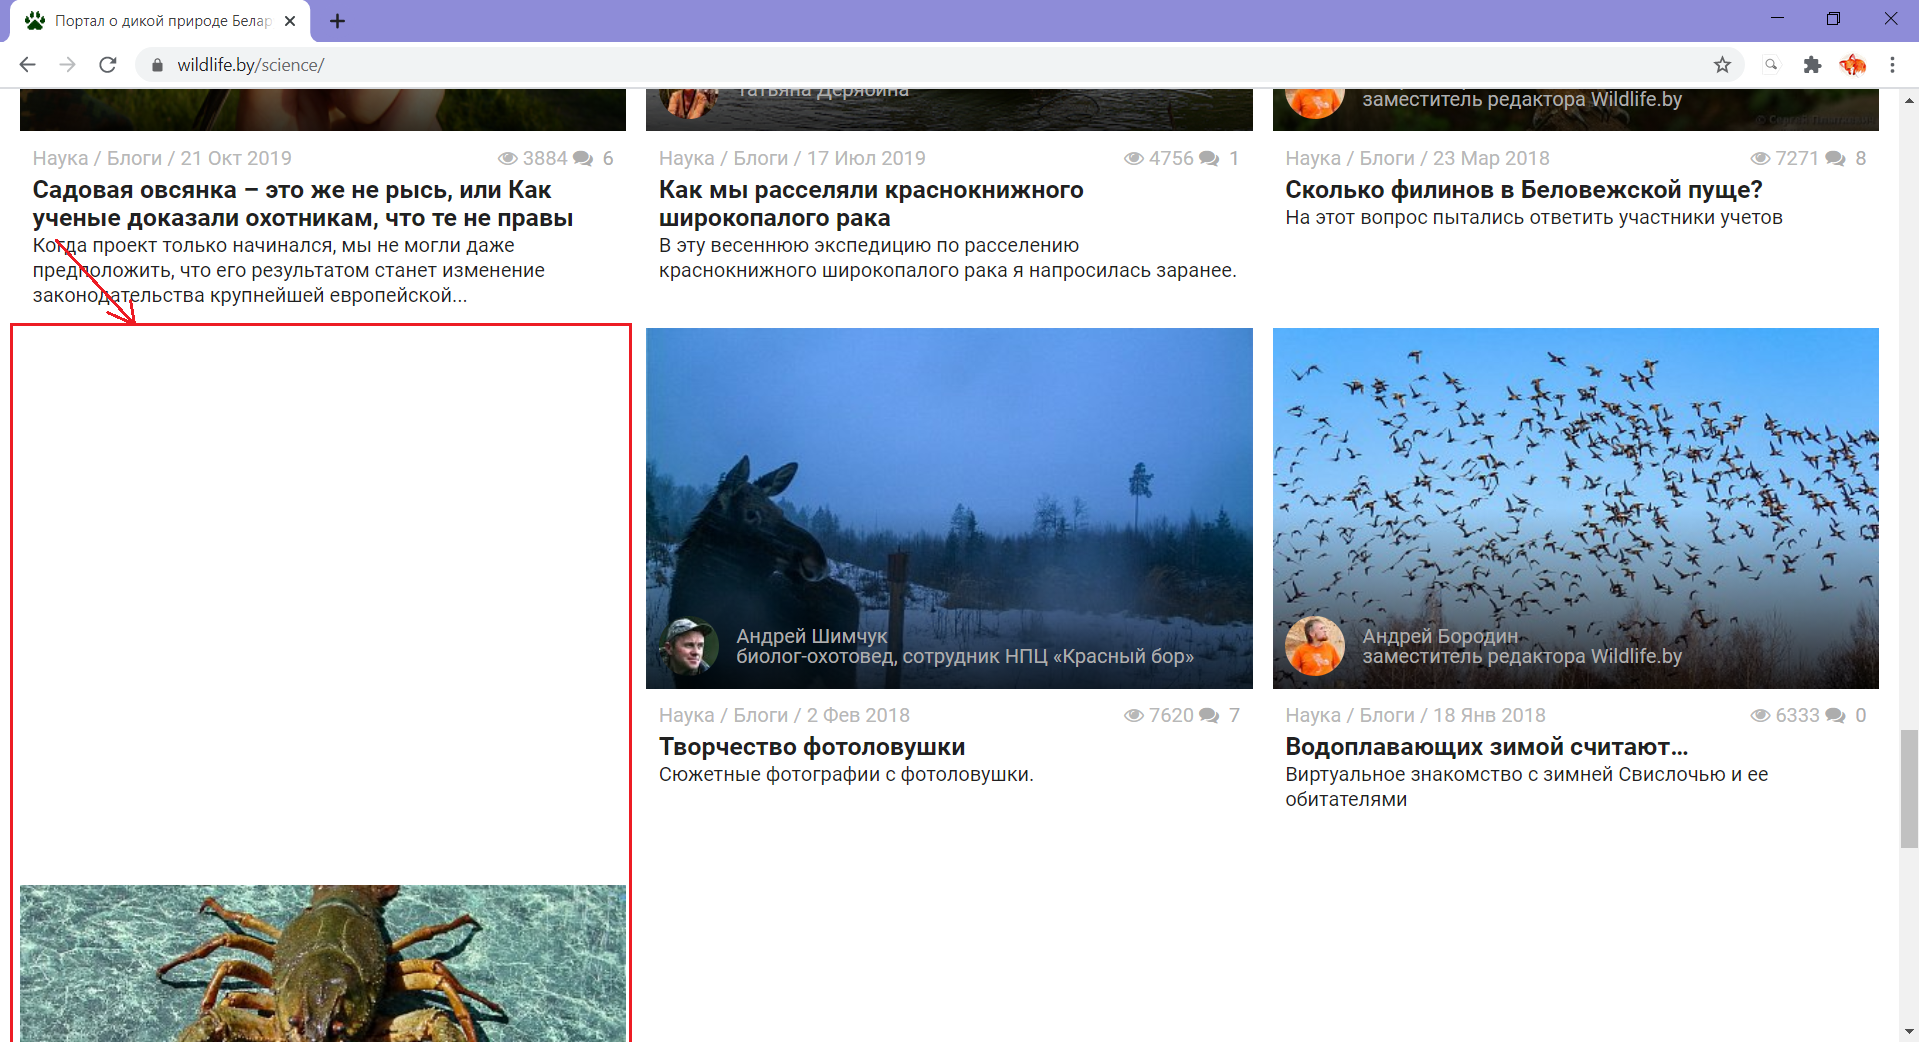 Портал о дикой природе Белар
wildlife.by/science/
Татьяна Дерябина
заместитель редактора Wildlife.by
Наука / Блоги / 21 Окт 2019 3884 6
Садовая овсянка – это же не рысь, или Как
ученые доказали охотникам, что те не правы
Когда проект только начинался, мы не могли даже
предположить, что его результатом станет изменение
законодательства крупнейшей европейской...
Наука / Блоги / 17 Июл 2019 4756 1
Как мы расселяли краснокнижного
широкопалого рака
В эту весеннюю экспедицию по расселению
краснокнижного широкопалого рака я напросилась заранее.
Наука / Блоги / 23 Мар 2018 7271 8
Сколько филинов в Беловежской пуще?
На этот вопрос пытались ответить участники учетов
Андрей Шимчук
биолог-охотовед, сотрудник НПЦ «Красный бор»
Наука / Блоги / 2 Фев 2018 7620 7
Творчество фотоловушки
Сюжетные фотографии с фотоловушки.
Андрей Бородин
заместитель редактора Wildlife.by
Наука / Блоги / 18 Янв 2018 6333 0
Водоплавающих зимой считают...
Виртуальное знакомство с зимней Свислочью и ее
обитателями